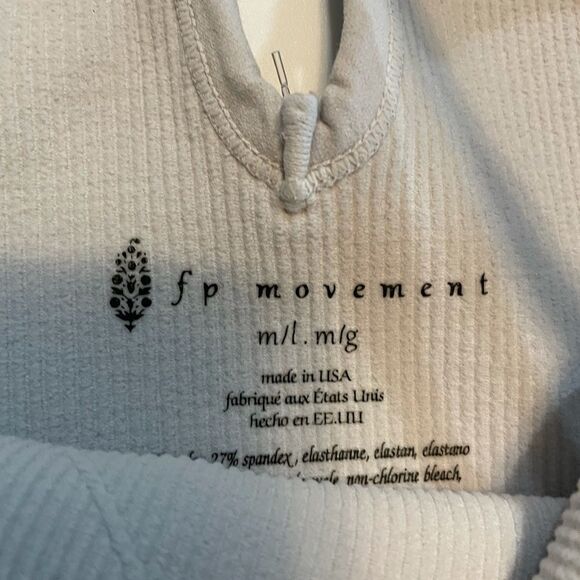 fp movement
m/l. m/g
made in USA
fabriqué aux États Unis
hecho en EE.UU
27% spandex, elasthanne, elastan, elastano
non-chlorine bleach,